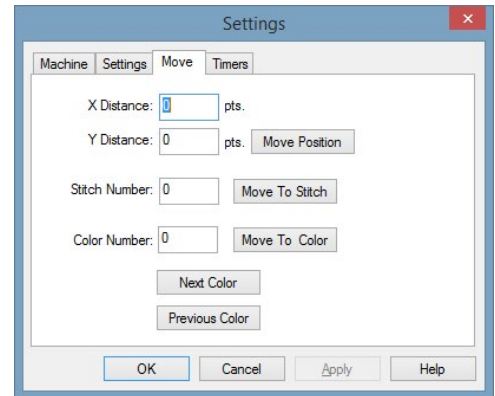 Settings
Machine Settings Move Timers
X Distance: 0 pts.
Y Distance: 0 pts. Move Position
Stitch Number: 0 Move To Stitch
Color Number: 0 Move To Color
Next Color
Previous Color
OK Cancel Apply Help